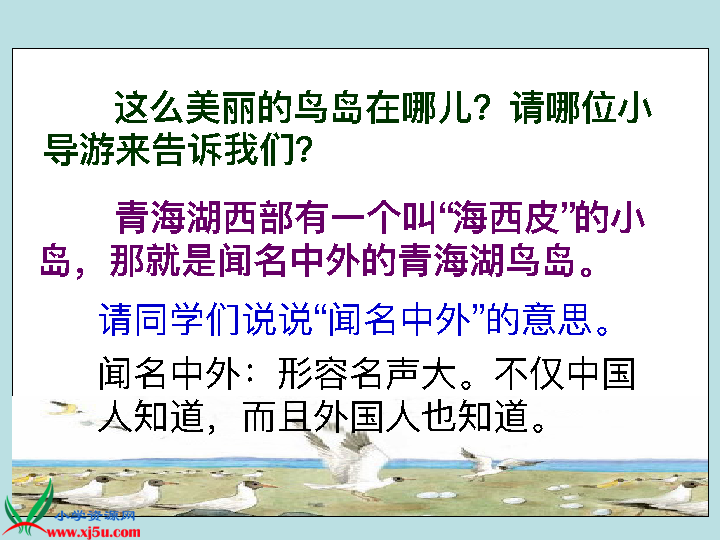 这么美丽的鸟岛在哪儿？请哪位小
导游来告诉我们？
青海湖西部有一个叫“海西皮”的小
岛，那就是闻名中外的青海湖鸟岛。
请同学们说说“闻名中外”的意思。
闻名中外：形容名声大。不仅中国
人知道，而且外国人也知道。
小学资源网
www.xj5u.com